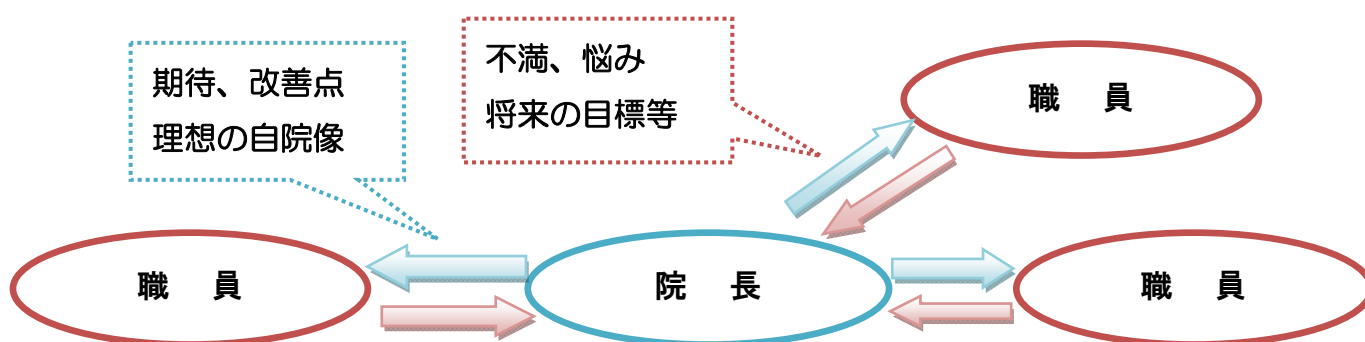 期待、改善点
理想の自院像
不満、悩み
将来の目標等
職 員
職 員
院 長
職 員